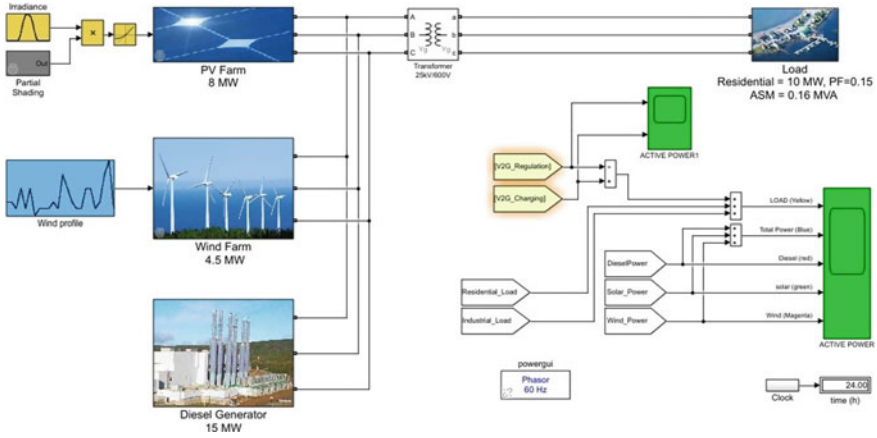 Irradiance
Partial
Shading
Out
×
PV Farm
8 MW
A
B
C
a
b
c
Yg
Yg
Transformer
25kV/600V
Load
Residential = 10 MW, PF=0.15
ASM = 0.16 MVA
ACTIVE POWER1
Wind profile
Wind Farm
4.5 MW
[V2G_Regulation]
[V2G_Charging]
LOAD (Yellow)
Total Power (Blue)
Diesel (red)
solar (green)
Wind (Magenta)
DieselPower
Solar_Power
Wind_Power
Residential_Load
Industrial_Load
ACTIVE POWER
Diesel Generator
15 MW
powergui
Phasor
60 Hz
Clock
24.00
time (h)